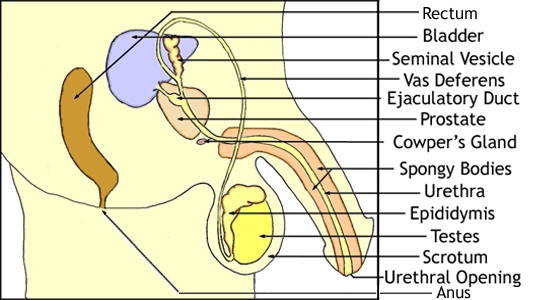 Rectum
Bladder
Seminal Vesicle
Vas Deferens
Ejaculatory Duct
Prostate
Cowper's Gland
Spongy Bodies
Urethra
Epididymis
Testes
Scrotum
Urethral Opening
Anus